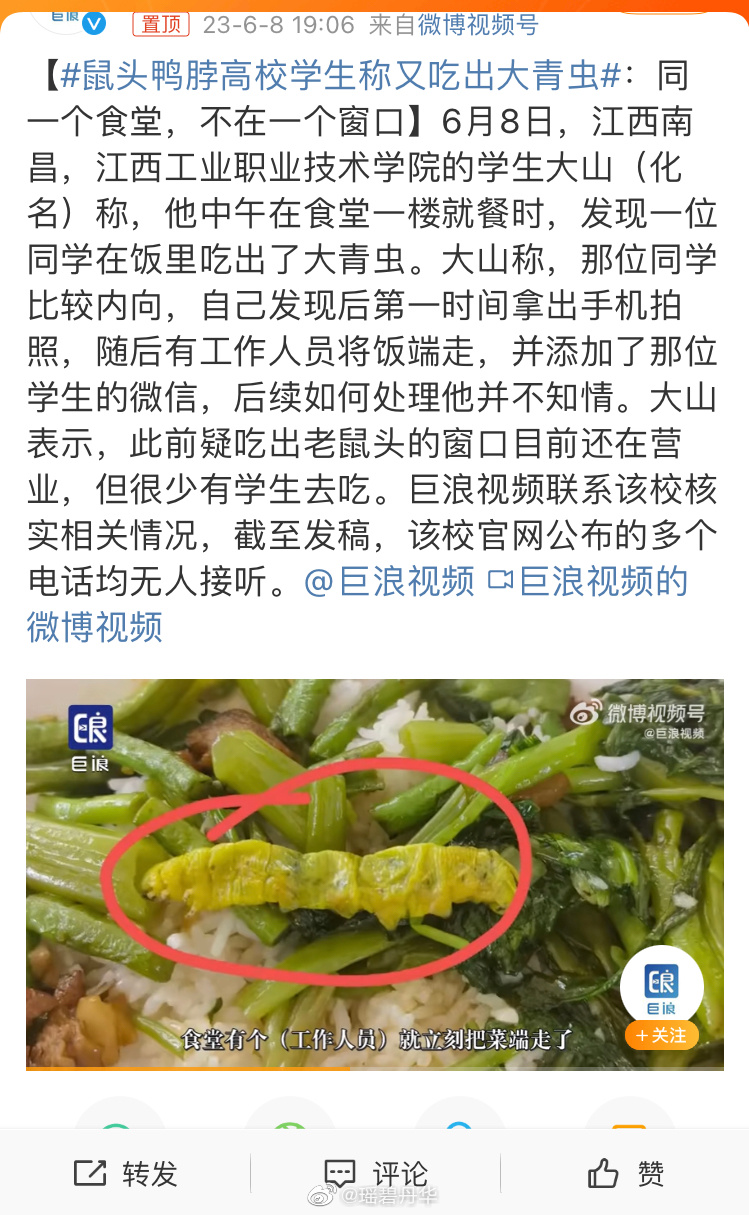 巨浪
置顶 23-6-8 19:06 来自微博视频号
【#鼠头鸭脖高校学生称又吃出大青虫#：同
一个食堂，不在一个窗口】6月8日，江西南
昌，江西工业职业技术学院的学生大山（化
名）称，他中午在食堂一楼就餐时，发现一位
同学在饭里吃出了大青虫。大山称，那位同学
比较内向，自己发现后第一时间拿出手机拍
照，随后有工作人员将饭端走，并添加了那位
学生的微信，后续如何处理他并不知情。大山
表示，此前疑吃出老鼠头的窗口目前还在营
业，但很少有学生去吃。巨浪视频联系该校核
实相关情况，截至发稿，该校官网公布的多个
电话均无人接听。@巨浪视频 巨浪视频的
微博视频
巨浪
微博视频号
@巨浪视频
巨浪
+关注
食堂有个（工作人员）就立刻把菜端走了
转发 评论 赞
@瑶碧丹华